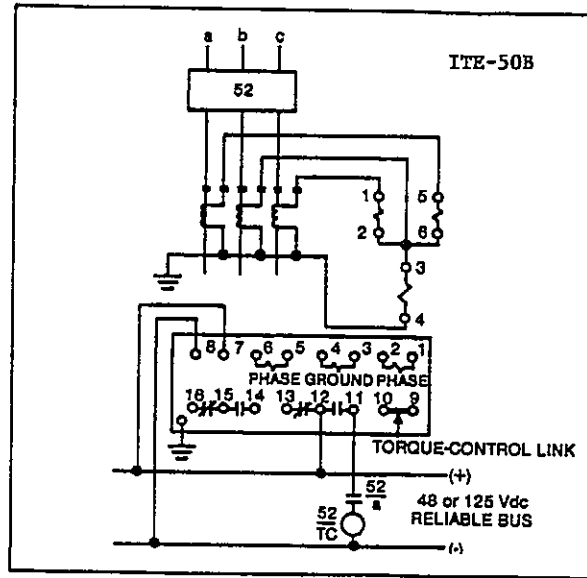 a b c
ITE-50B
52
1 5
2 6
3
4
8 7 6 5 4 3 2 1
PHASE GROUND PHASE
16 15 14 13 12 11 10 9
TORQUE-CONTROL LINK
(+)
52
a
48 or 125 Vdc
RELIABLE BUS
52
TC
(-)